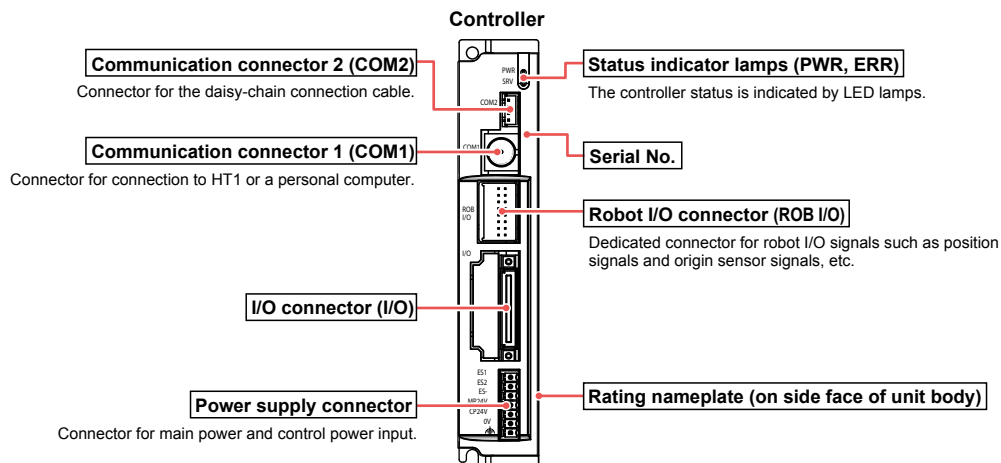 Controller
Communication connector 2 (COM2)
Connector for the daisy-chain connection cable.
Communication connector 1 (COM1)
Connector for connection to HT1 or a personal computer.
I/O connector (I/O)
Power supply connector
Connector for main power and control power input.
PWR
SRV
COM2
COM1
ROB
I/O
I/O
ES1
ES2
ES-
MP24V
CP24V
0V
Status indicator lamps (PWR, ERR)
The controller status is indicated by LED lamps.
Serial No.
Robot I/O connector (ROB I/O)
Dedicated connector for robot I/O signals such as position
signals and origin sensor signals, etc.
Rating nameplate (on side face of unit body)